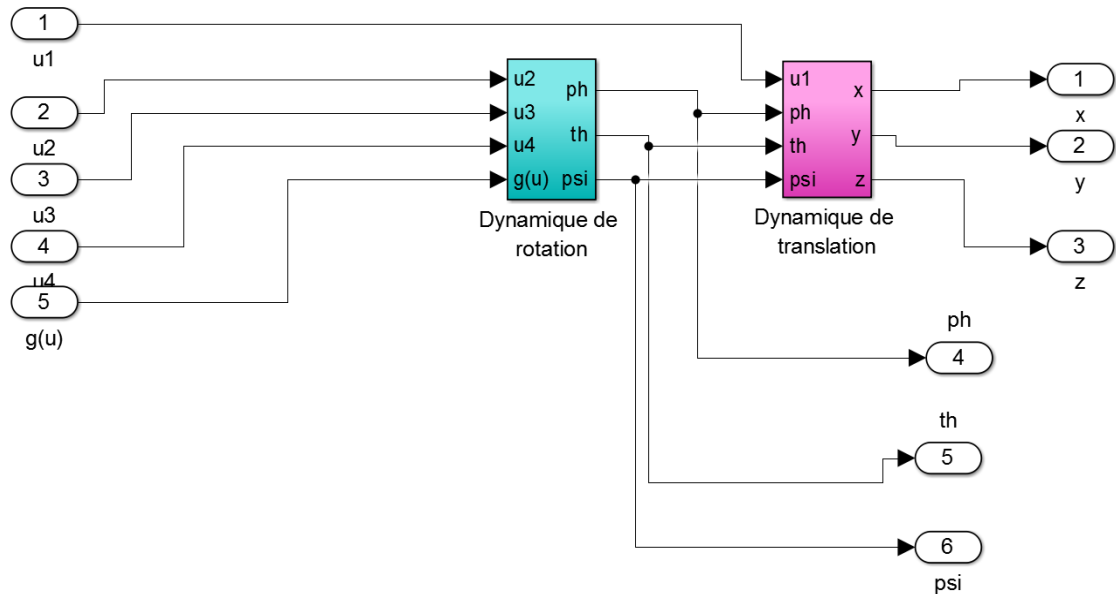 1
u1
2
u2
3
u3
4
u4
5
g(u)
u2
u3
u4
g(u)
ph
th
psi
Dynamique de
rotation
u1
ph
th
psi
x
y
z
Dynamique de
translation
1
x
2
y
3
z
ph
4
th
5
6
psi